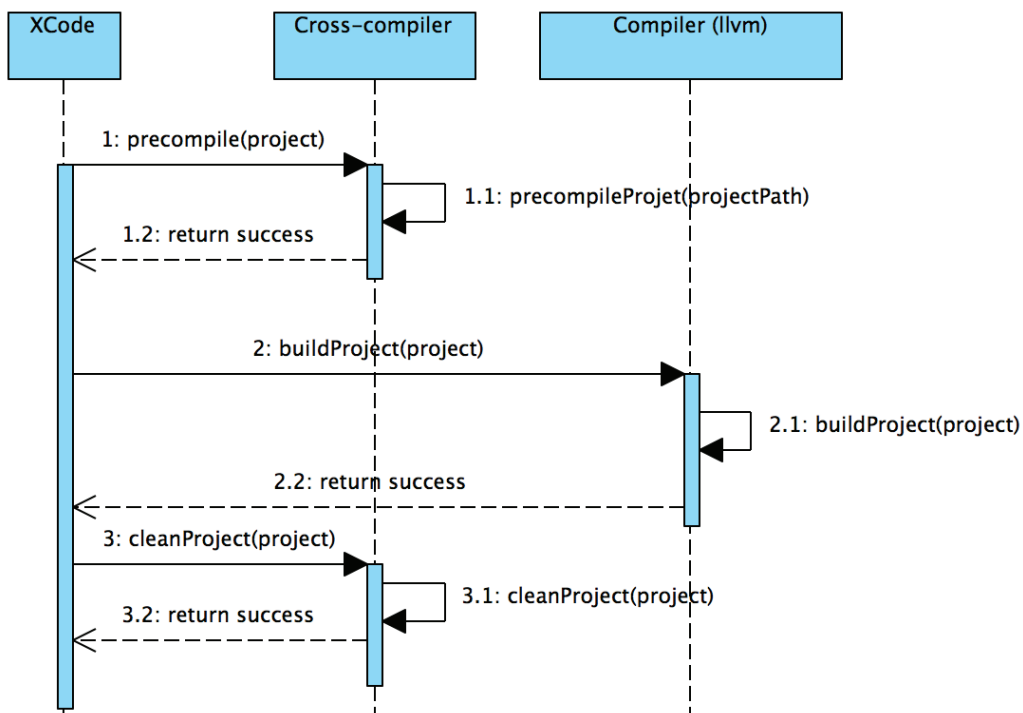 XCode
Cross-compiler
Compiler (llvm)
1: precompile(project)
1.1: precompileProjet(projectPath)
1.2: return success
2: buildProject(project)
2.1: buildProject(project)
2.2: return success
3: cleanProject(project)
3.1: cleanProject(project)
3.2: return success